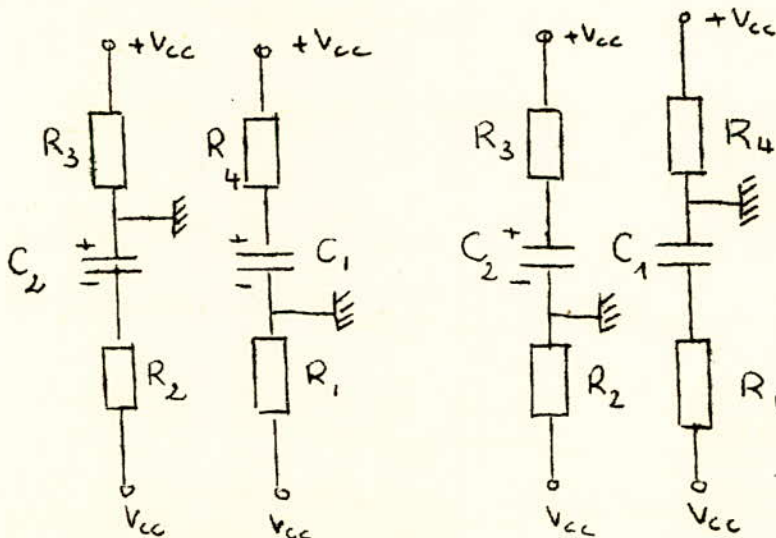 +Vcc +Vcc +Vcc +Vcc
R3 R4 R3 R4
+ + +
C2 C1 C2 C1
- - -
R2 R1 R2 R1
Vcc Vcc Vcc Vcc